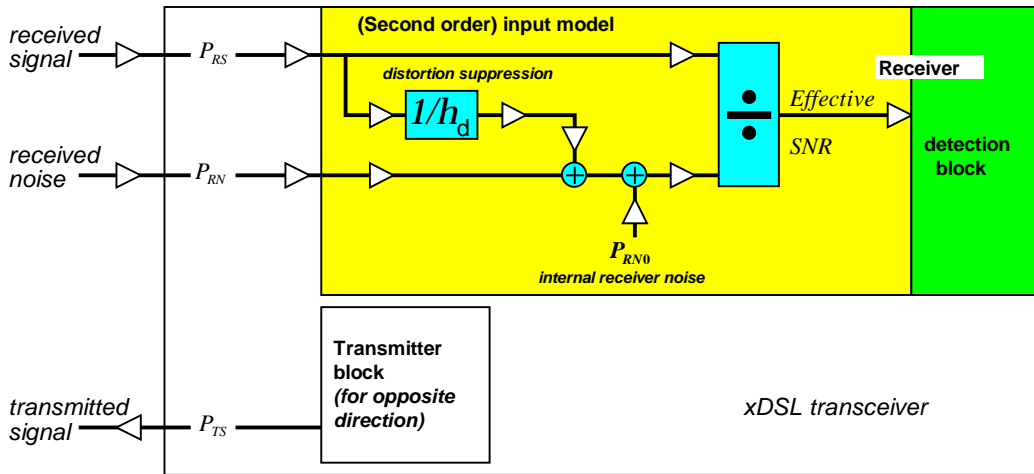 (Second order) input model
received
signal
P_RS
distortion suppression
1/h_d
Effective
SNR
Receiver
detection
block
received
noise
P_RN
P_RN0
internal receiver noise
Transmitter
block
(for opposite
direction)
transmitted
signal
P_TS
xDSL transceiver